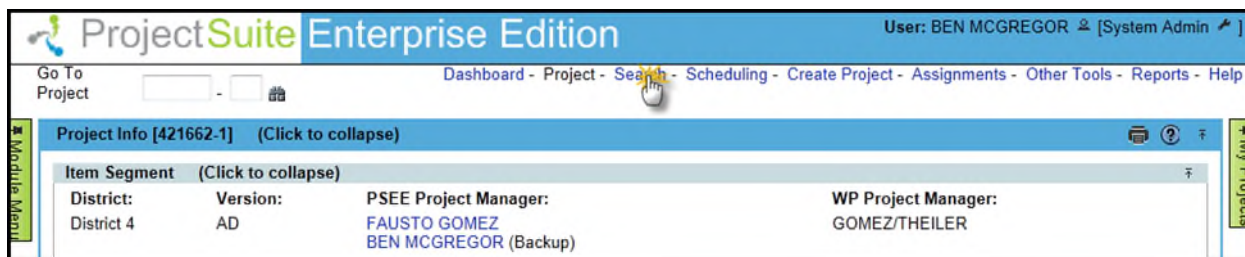 ProjectSuite Enterprise Edition
User: BEN MCGREGOR [System Admin ]
Go To
Project
-
Dashboard - Project - Search - Scheduling - Create Project - Assignments - Other Tools - Reports - Help
Module Menu
Project Info [421662-1] (Click to collapse)
+ My Projects
Item Segment (Click to collapse)
District: Version: PSEE Project Manager: WP Project Manager:
District 4 AD FAUSTO GOMEZ GOMEZ/THEILER
BEN MCGREGOR (Backup)